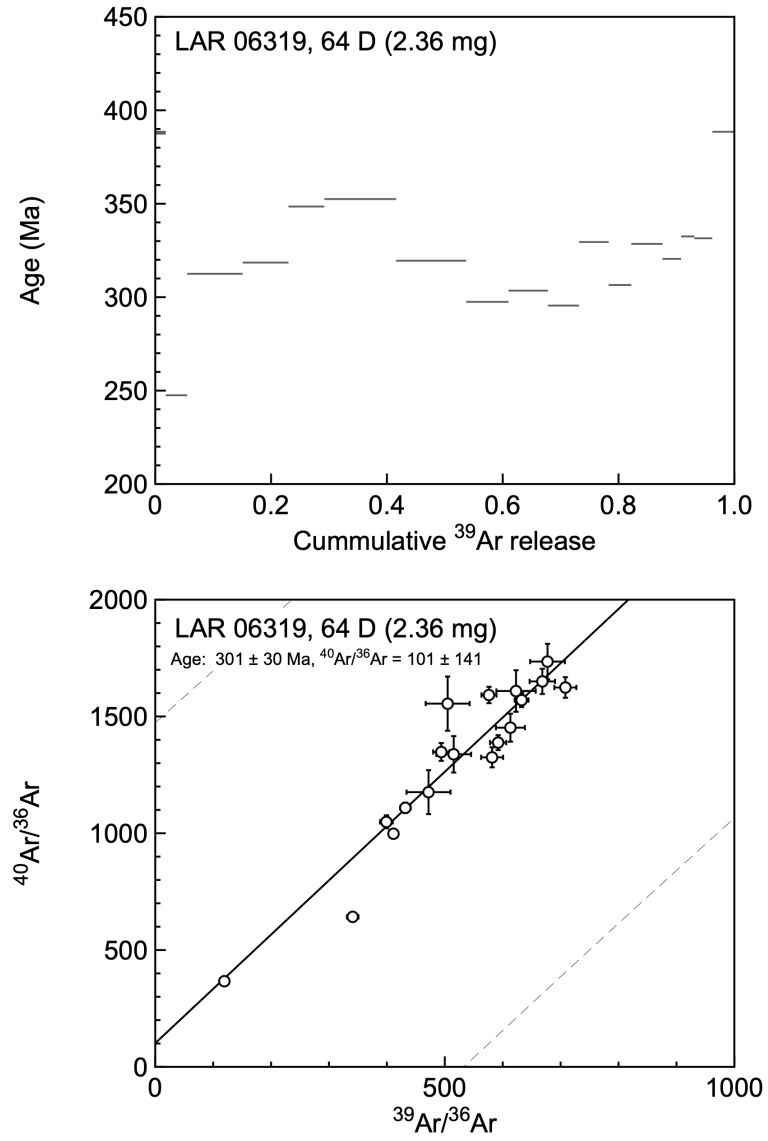 450
LAR 06319, 64 D (2.36 mg)
400
350
Age (Ma)
300
250
200
0 0.2 0.4 0.6 0.8 1.0
Cummulative ³⁹Ar release
2000
LAR 06319, 64 D (2.36 mg)
Age: 301 ± 30 Ma, ⁴⁰Ar/³⁶Ar = 101 ± 141
1500
1000
⁴⁰Ar/³⁶Ar
500
0
0 500 1000
³⁹Ar/³⁶Ar